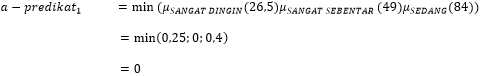 a − predikat₁ = min (μSANGAT DINGIN(26,5)μSANGAT SEBENTAR (49)μSEDANG(84))
= min(0,25; 0; 0,4)
= 0